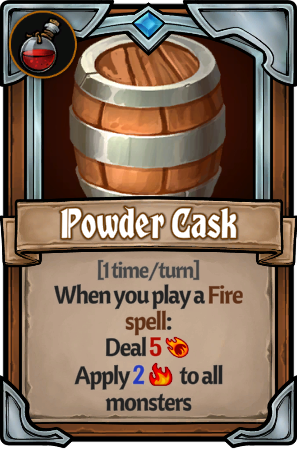 Powder Cask
[1 time/turn]
When you play a Fire
spell:
Deal 5
Apply 2 to all
monsters